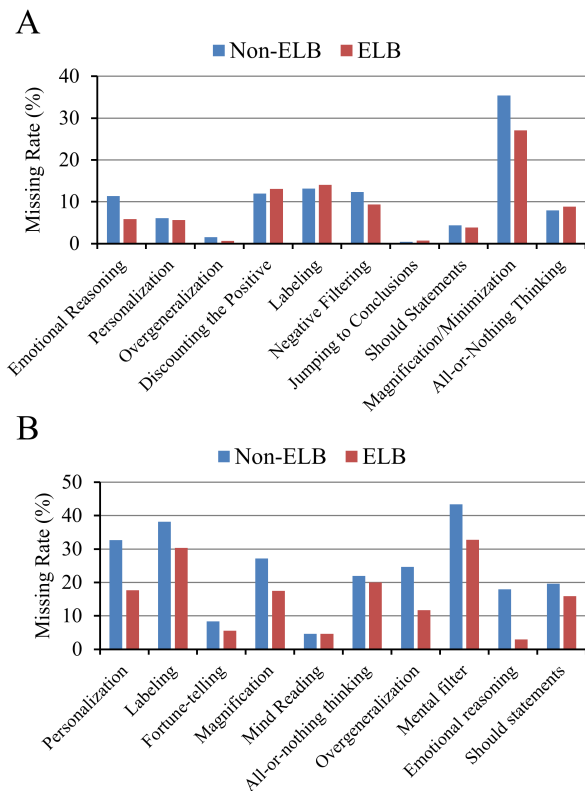 A
Non-ELB ELB
Missing Rate (%)
40
30
20
10
0
Emotional Reasoning
Personalization
Overgeneralization
Discounting the Positive
Labeling
Negative Filtering
Jumping to Conclusions
Should Statements
Magnification/Minimization
All-or-Nothing Thinking
B
Non-ELB ELB
Missing Rate (%)
50
40
30
20
10
0
Personalization
Labeling
Fortune-telling
Magnification
Mind Reading
All-or-nothing thinking
Overgeneralization
Mental filter
Emotional reasoning
Should statements